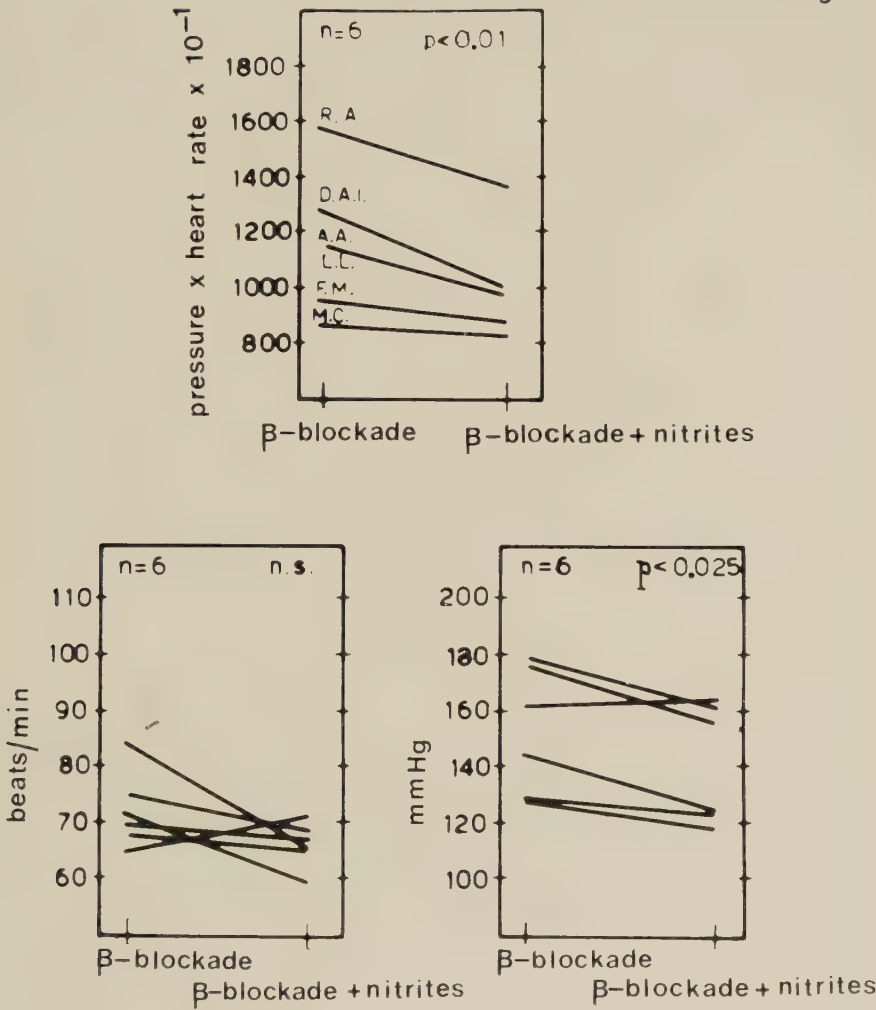 n=6 p<0.01
pressure x heart rate x 10⁻¹
1800
1600
1400
1200
1000
800
R.A
D.A.I.
A.A.
L.L.
F.M.
M.C.
β-blockade β-blockade + nitrites
n=6 n.s.
beats/min
110
100
90
80
70
60
β-blockade
β-blockade + nitrites
n=6 p<0.025
mmHg
200
180
160
140
120
100
β-blockade
β-blockade + nitrites